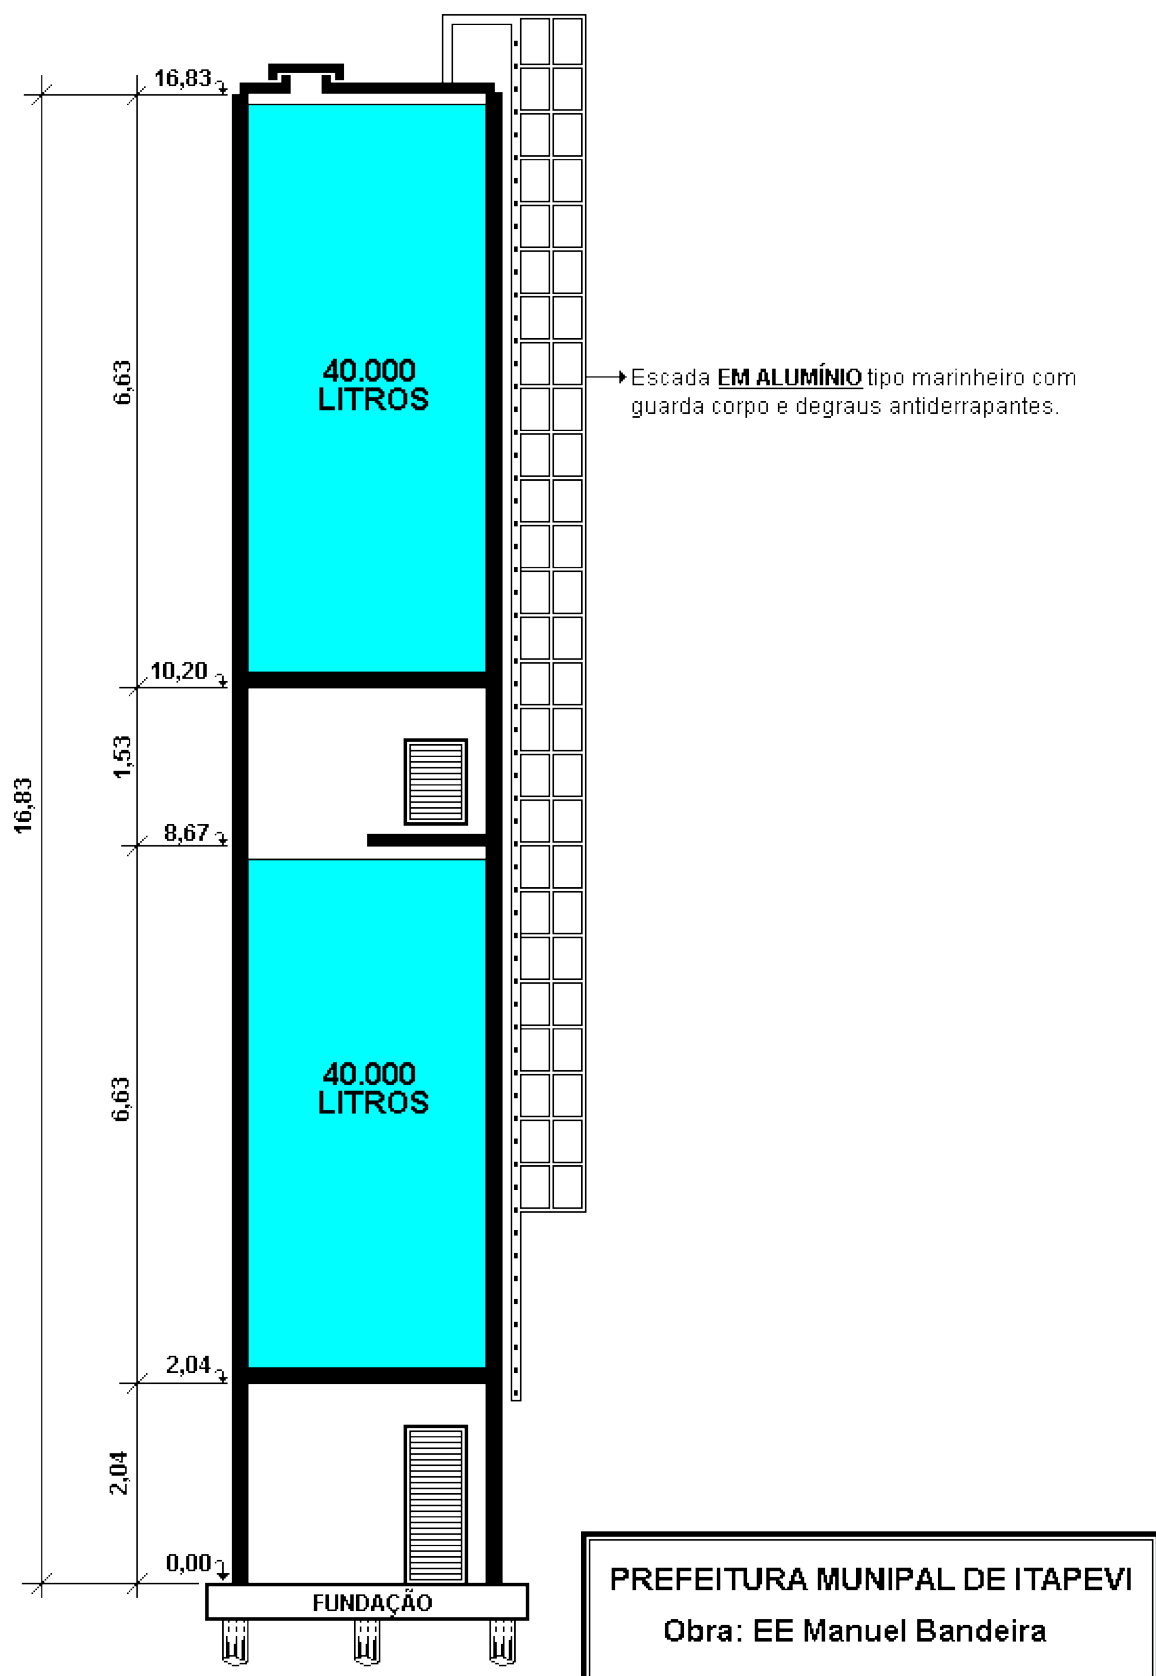 16,83
6,63
40.000
LITROS
Escada EM ALUMÍNIO tipo marinheiro com
guarda corpo e degraus antiderrapantes.
10,20
1,53
16,83
8,67
40.000
LITROS
6,63
2,04
2,04
0,00
FUNDAÇÃO
PREFEITURA MUNIPAL DE ITAPEVI
Obra: EE Manuel Bandeira